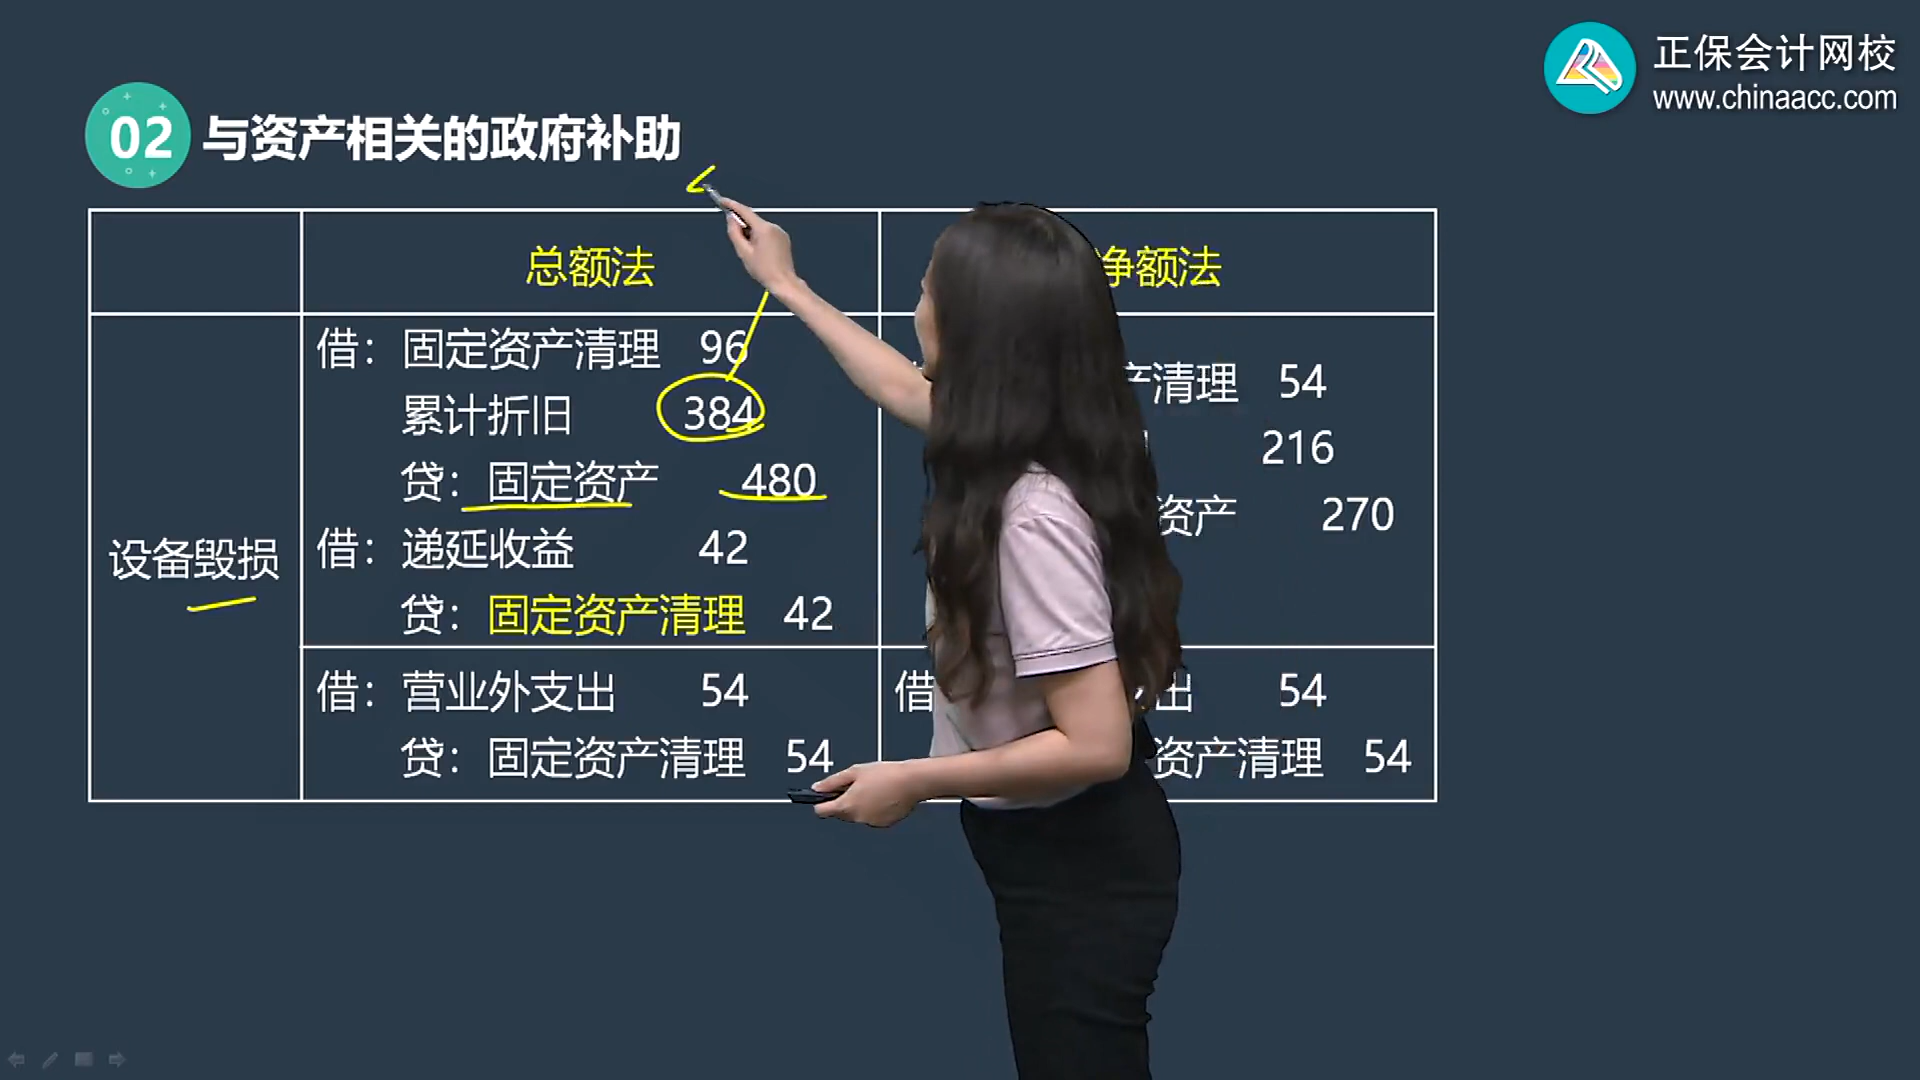 正保会计网校
www.chinaacc.com
02 与资产相关的政府补助
总额法
净额法
设备毁损
借：固定资产清理 96
累计折旧 384
贷：固定资产 480
借：递延收益 42
贷：固定资产清理 42
产清理 54
216
资产 270
借：营业外支出 54
贷：固定资产清理 54
借 出 54
资产清理 54